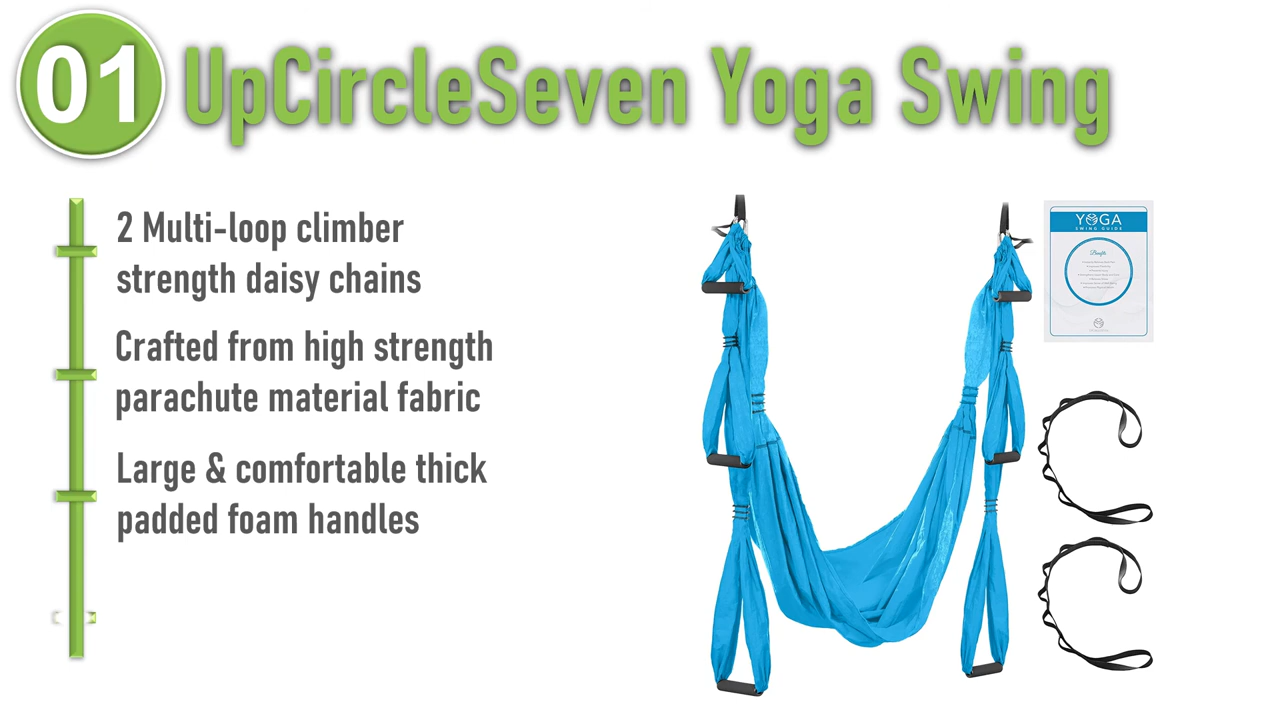 01 UpCircleSeven Yoga Swing
2 Multi-loop climber
strength daisy chains
Crafted from high strength
parachute material fabric
Large & comfortable thick
padded foam handles
YOGA
SWING GUIDE
Benefits